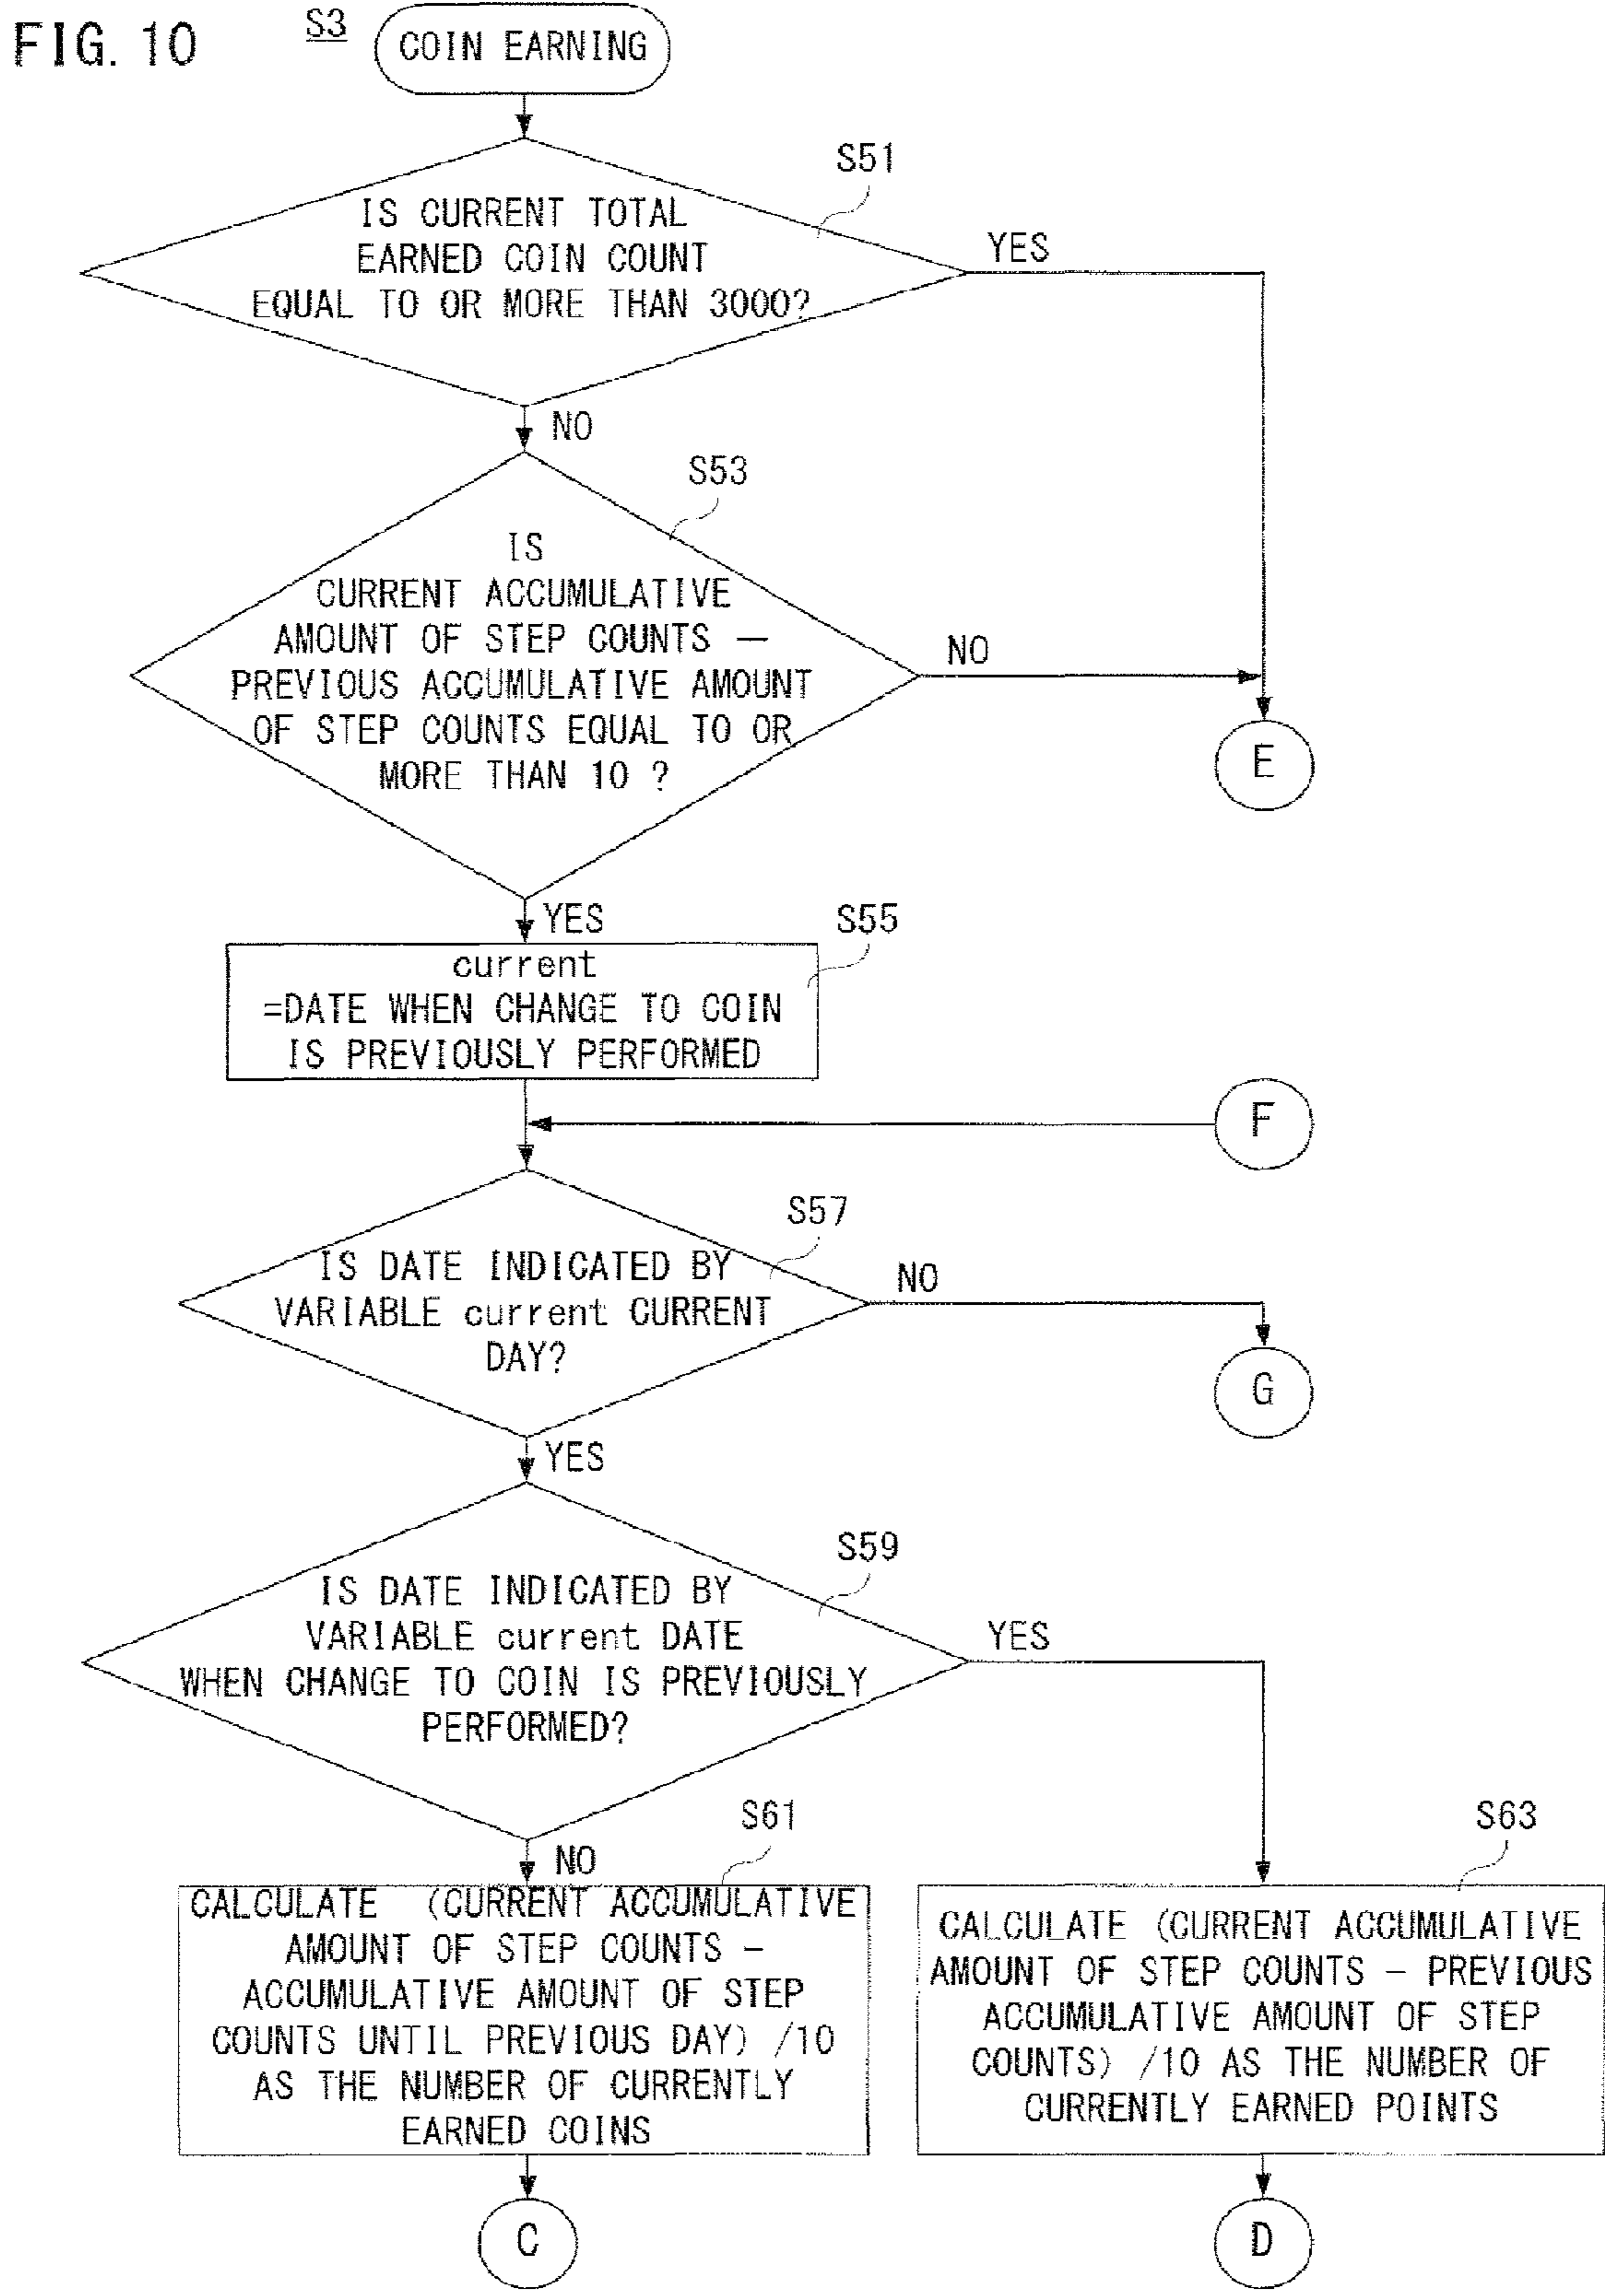 FIG. 10
S3
COIN EARNING
S51
IS CURRENT TOTAL
EARNED COIN COUNT
EQUAL TO OR MORE THAN 3000?
YES
NO
S53
IS
CURRENT ACCUMULATIVE
AMOUNT OF STEP COUNTS —
PREVIOUS ACCUMULATIVE AMOUNT
OF STEP COUNTS EQUAL TO OR
MORE THAN 10 ?
NO
E
YES
S55
current
=DATE WHEN CHANGE TO COIN
IS PREVIOUSLY PERFORMED
F
S57
IS DATE INDICATED BY
VARIABLE current CURRENT
DAY?
NO
G
YES
S59
IS DATE INDICATED BY
VARIABLE current DATE
WHEN CHANGE TO COIN IS PREVIOUSLY
PERFORMED?
YES
NO
S61
CALCULATE (CURRENT ACCUMULATIVE
AMOUNT OF STEP COUNTS -
ACCUMULATIVE AMOUNT OF STEP
COUNTS UNTIL PREVIOUS DAY) /10
AS THE NUMBER OF CURRENTLY
EARNED COINS
S63
CALCULATE (CURRENT ACCUMULATIVE
AMOUNT OF STEP COUNTS - PREVIOUS
ACCUMULATIVE AMOUNT OF STEP
COUNTS) /10 AS THE NUMBER OF
CURRENTLY EARNED POINTS
C
D